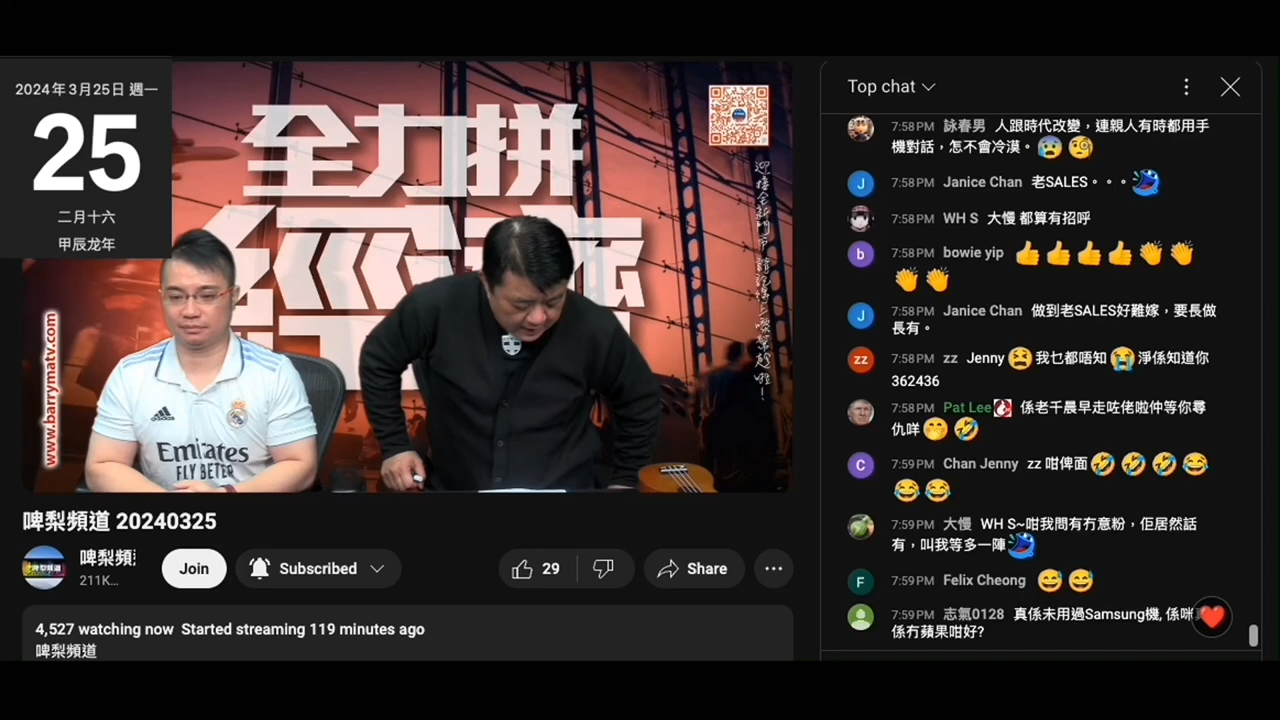 2024年3月25日 週一
25
二月十六
甲辰龙年
全力拼
經濟
www.barrymatv.com
adidas
Emirates
FLY BETTER
啤梨頻道 20240325
啤梨頻道
211K...
Join
Subscribed
29
Share
4,527 watching now Started streaming 119 minutes ago
啤梨頻道
Top chat
7:58 PM 詠春男 人跟時代改變，連親人有時都用手
機對話，怎不會冷漠。😰🧐
7:58 PM Janice Chan 老SALES。。。
7:58 PM WH S 大慢 都算有招呼
7:58 PM bowie yip 👍👍👍👍👏👏
👏👏
7:58 PM Janice Chan 做到老SALES好難嫁，要長做
長有。
7:58 PM zz Jenny😫我乜都唔知😭淨係知道你
362436
7:58 PM Pat Lee 係老千晨早走咗佬啦仲等你尋
仇咩🤭🤣
7:59 PM Chan Jenny zz 咁俾面🤣🤣🤣😂
😂😂
7:59 PM 大慢 WH S~咁我問有冇意粉，佢居然話
有，叫我等多一陣
7:59 PM Felix Cheong 😅😅
7:59 PM 志氣0128 真係未用過Samsung機, 係咪真
係冇蘋果咁好?